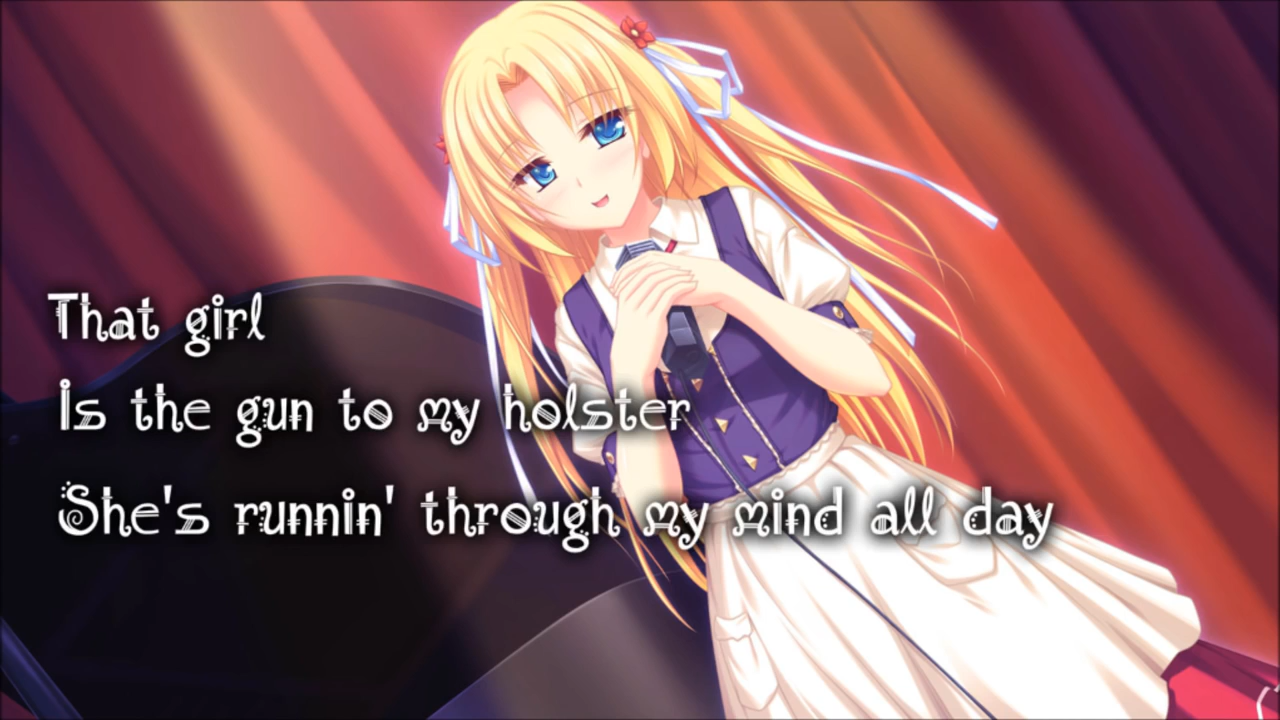 That girl
Is the gun to my holster
She's runnin' through my mind all day